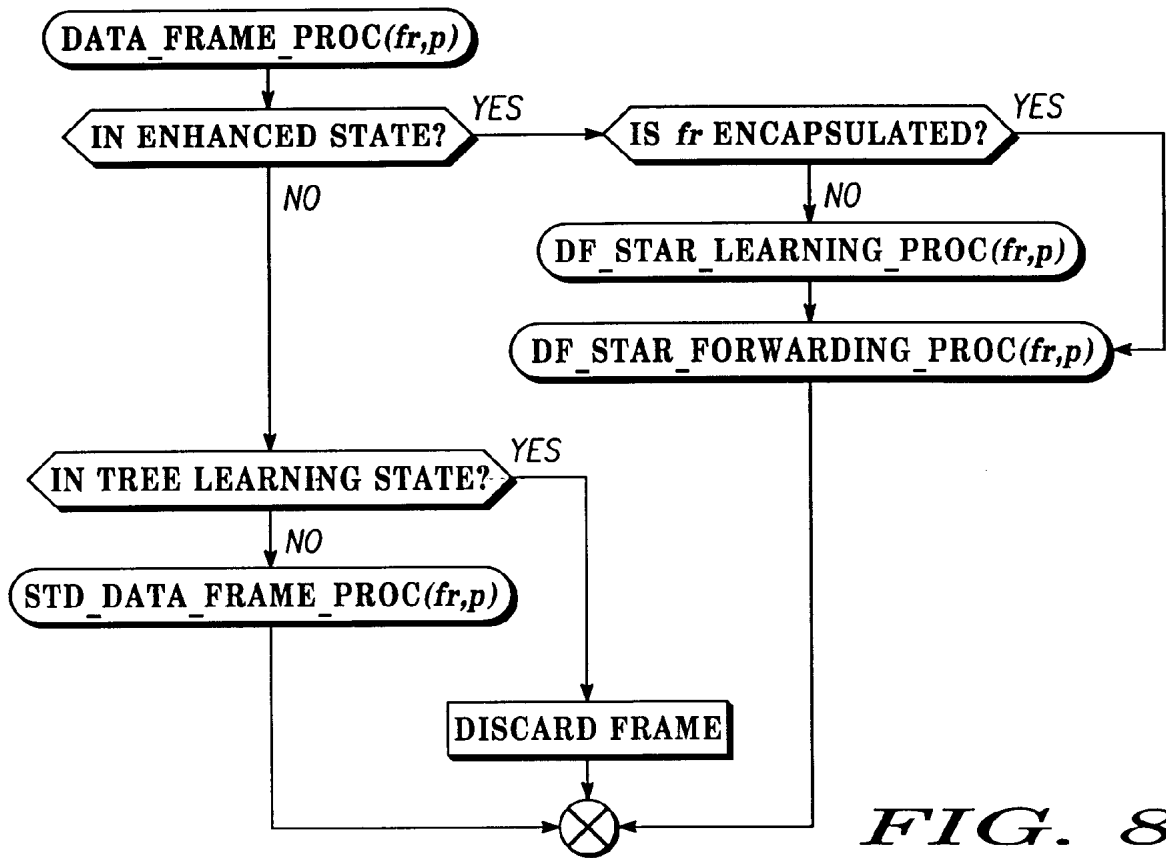 DATA_FRAME_PROC(fr,p)
IN ENHANCED STATE?
YES
IS fr ENCAPSULATED?
YES
NO
NO
DF_STAR_LEARNING_PROC(fr,p)
DF_STAR_FORWARDING_PROC(fr,p)
IN TREE LEARNING STATE?
YES
NO
STD_DATA_FRAME_PROC(fr,p)
DISCARD FRAME
FIG. 8